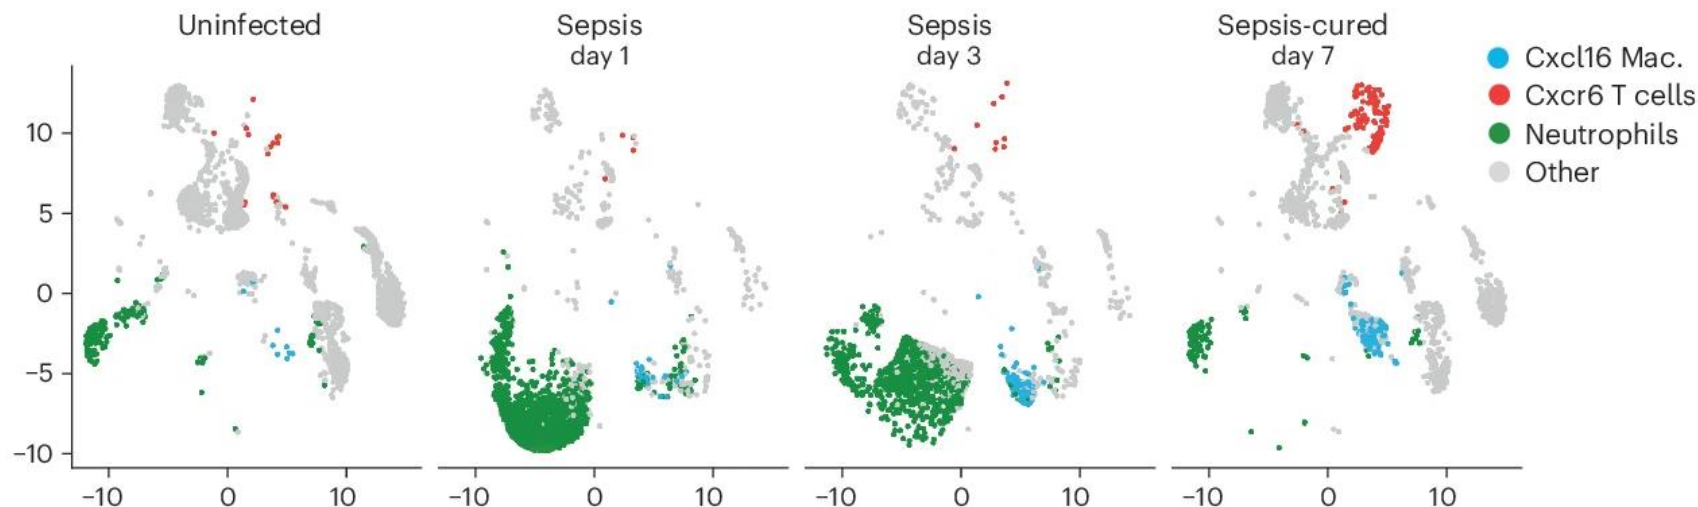 Uninfected
Sepsis
day 1
Sepsis
day 3
Sepsis-cured
day 7
Cxcl16 Mac.
Cxcr6 T cells
Neutrophils
Other
10
5
0
−5
−10
−10 0 10
−10 0 10
−10 0 10
−10 0 10